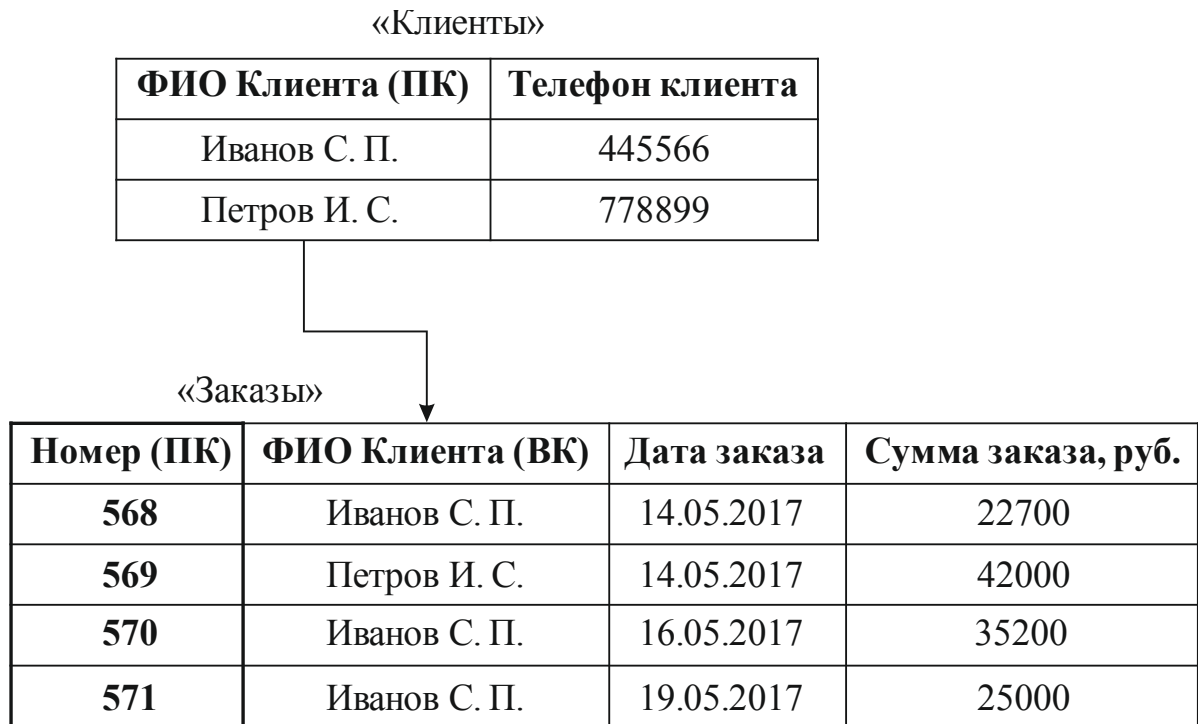 «Клиенты»
ФИО Клиента (ПК) Телефон клиента
Иванов С. П. 445566
Петров И. С. 778899
«Заказы»
Номер (ПК) ФИО Клиента (ВК) Дата заказа Сумма заказа, руб.
568 Иванов С. П. 14.05.2017 22700
569 Петров И. С. 14.05.2017 42000
570 Иванов С. П. 16.05.2017 35200
571 Иванов С. П. 19.05.2017 25000